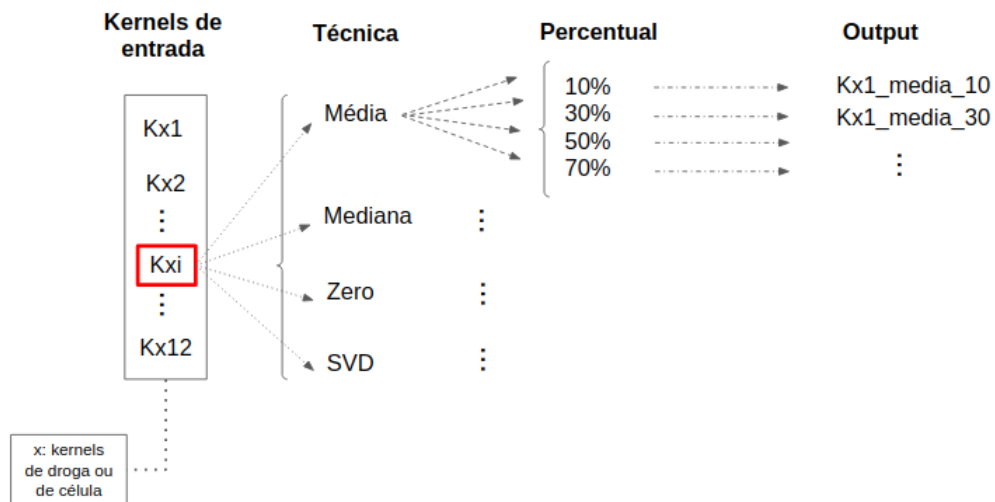 Kernels de
entrada
Técnica
Percentual
Output
Kx1
Kx2
Kxi
Kx12
Média
Mediana
Zero
SVD
10%
30%
50%
70%
Kx1_media_10
Kx1_media_30
x: kernels
de droga ou
de célula